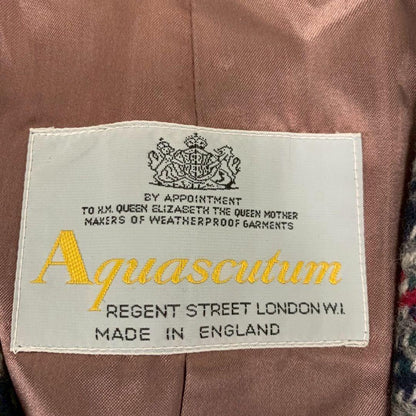 BY APPOINTMENT
TO H.M. QUEEN ELIZABETH THE QUEEN MOTHER
MAKERS OF WEATHERPROOF GARMENTS
Aquascutum
REGENT STREET LONDON W.1.
MADE IN ENGLAND